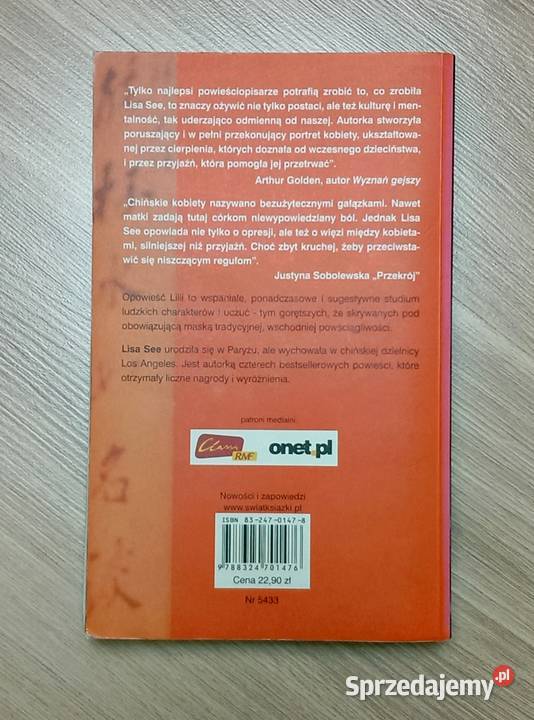 „Tylko najlepsi powieściopisarze potrafią zrobić to, co zrobiła
Lisa See, to znaczy ożywić nie tylko postaci, ale też kulturę i men-
talność, tak uderzająco odmienną od naszej. Autorka stworzyła
poruszający i w pełni przekonujący portret kobiety, ukształtowa-
nej przez cierpienia, których doznała od wczesnego dzieciństwa,
i przez przyjaźń, która pomogła jej przetrwać”.
Arthur Golden, autor Wyznań gejszy
„Chińskie kobiety nazywano bezużytecznymi gałązkami. Nawet
matki zadają tutaj córkom niewypowiedziany ból. Jednak Lisa
See opowiada nie tylko o opresji, ale też o więzi między kobieta-
mi, silniejszej niż przyjaźń. Choć zbyt kruchej, żeby przeciwsta-
wić się niszczącym regułom”.
Justyna Sobolewska „Przekrój”
Opowieść Lilii to wspaniałe, ponadczasowe i sugestywne studium
ludzkich charakterów i uczuć - tym gorętszych, że skrywanych pod
obowiązującą maską tradycyjnej, wschodniej powściągliwości.
Lisa See urodziła się w Paryżu, ale wychowała w chińskiej dzielnicy
Los Angeles. Jest autorką czterech bestsellerowych powieści, które
otrzymały liczne nagrody i wyróżnienia.
patroni medialni:
Classic RMF onet.pl
Nowości i zapowiedzi
www.swiatksiazki.pl
ISBN 83-247-0147-8
9 788324 701476
Cena 22,90 zł
Nr 5433
Sprzedajemy.pl